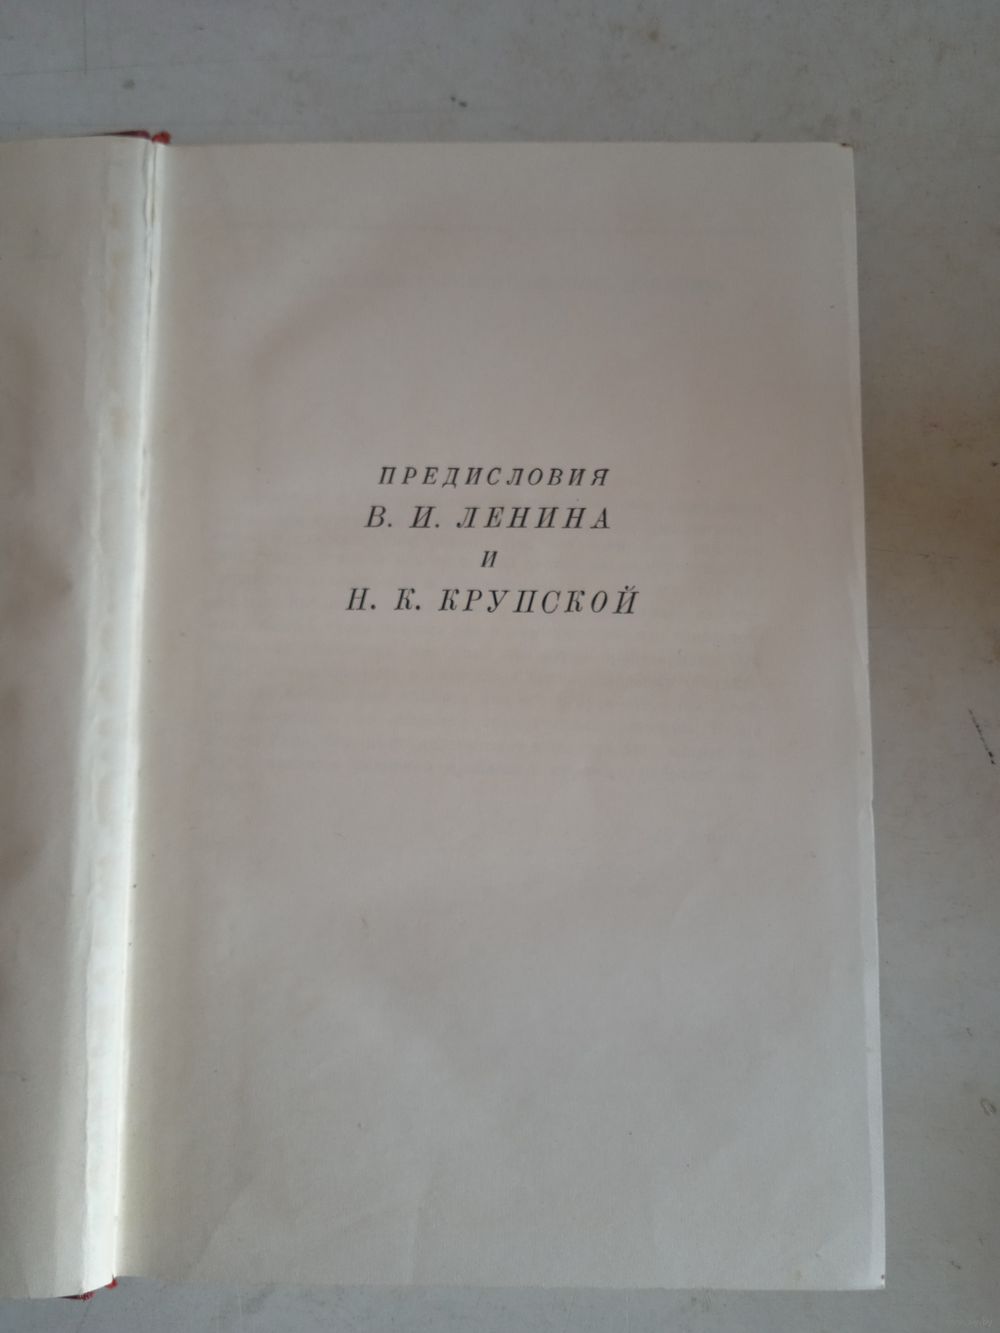 ПРЕДИСЛОВИЯ
В. И. ЛЕНИНА
И
Н. К. КРУПСКОЙ